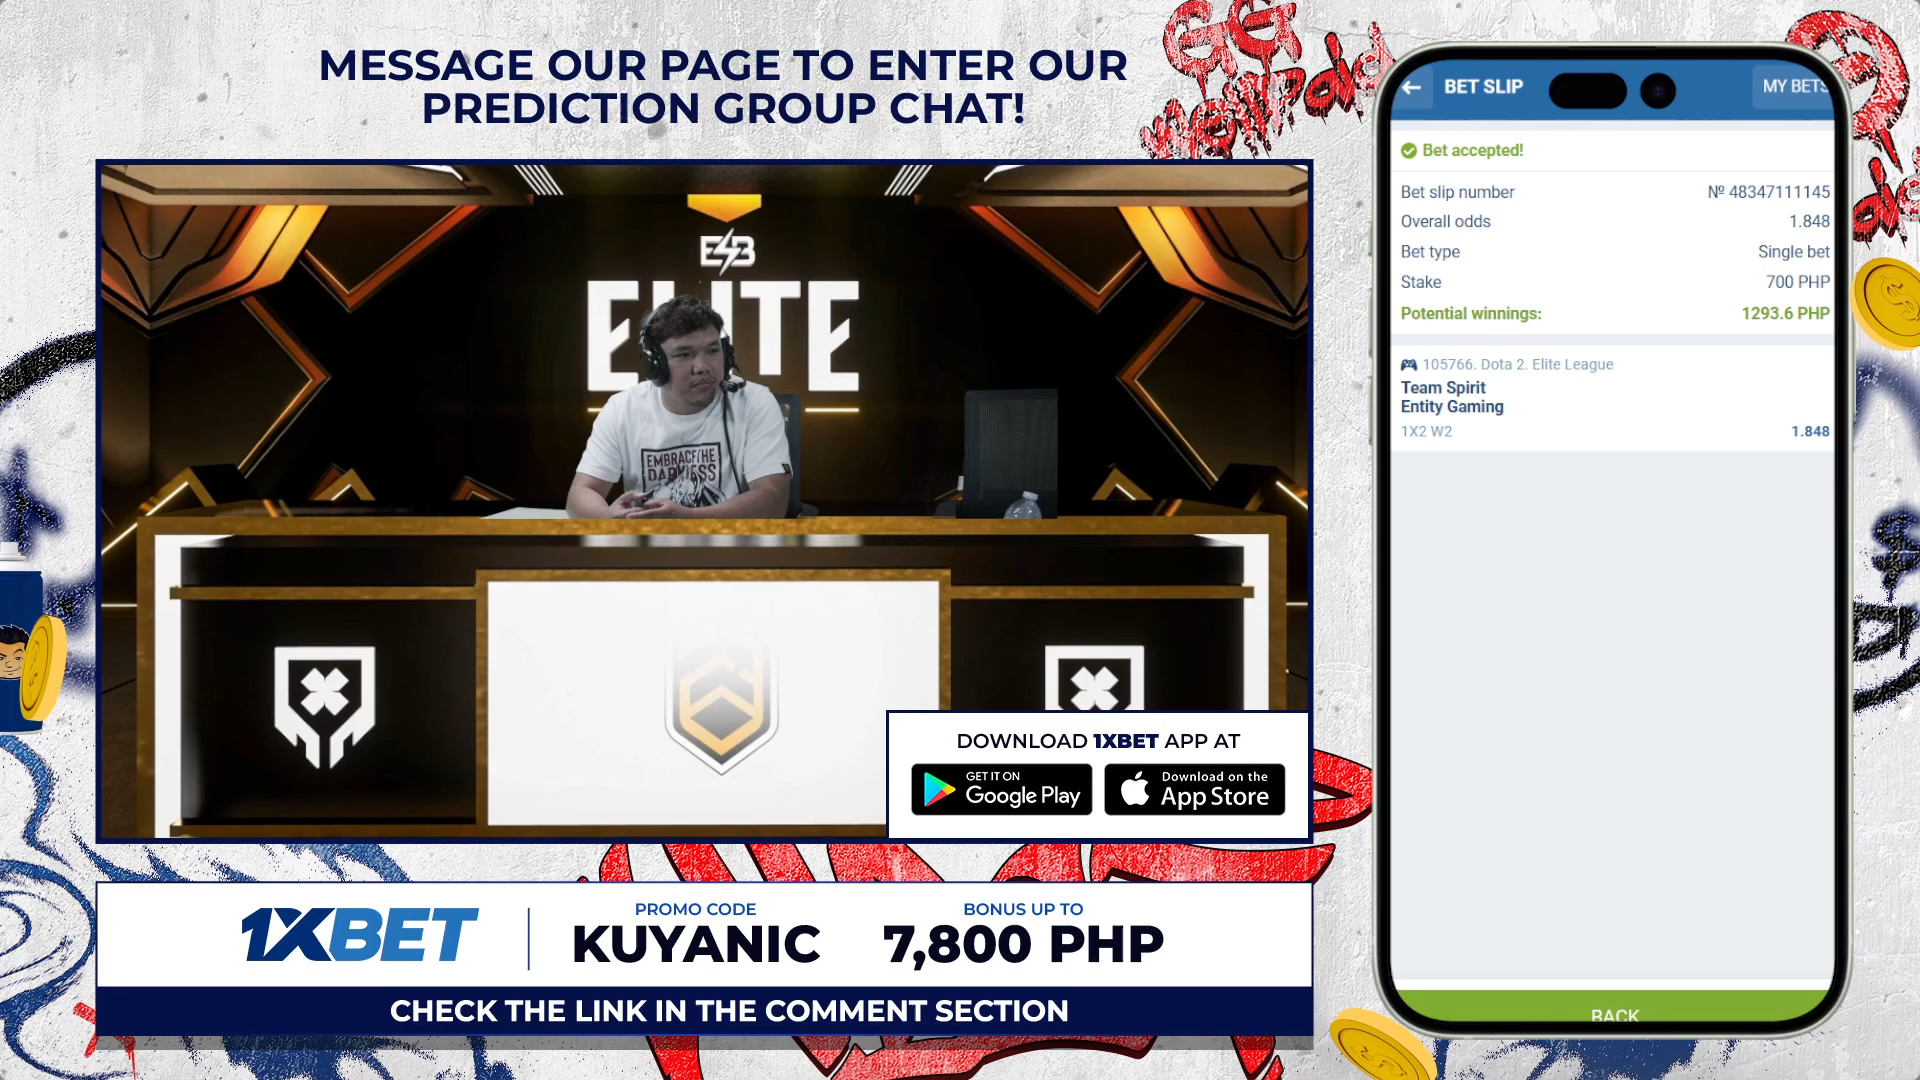 MESSAGE OUR PAGE TO ENTER OUR
PREDICTION GROUP CHAT!
GG
ESB
ELITE
EMBRACE THE
DARKNESS
DOWNLOAD 1XBET APP AT
GET IT ON
Google Play
Download on the
App Store
1XBET
PROMO CODE
KUYANIC
BONUS UP TO
7,800 PHP
CHECK THE LINK IN THE COMMENT SECTION
BET SLIP
MY BETS
Bet accepted!
Bet slip number
№ 48347111145
Overall odds
1.848
Bet type
Single bet
Stake
700 PHP
Potential winnings:
1293.6 PHP
105766. Dota 2. Elite League
Team Spirit
Entity Gaming
1X2 W2
1.848
BACK